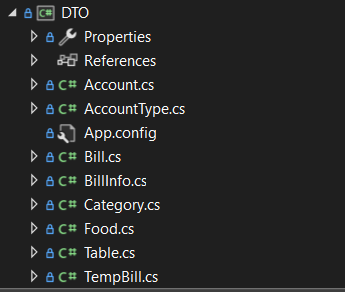 C# DTO
Properties
References
C# Account.cs
C# AccountType.cs
App.config
C# Bill.cs
C# BillInfo.cs
C# Category.cs
C# Food.cs
C# Table.cs
C# TempBill.cs